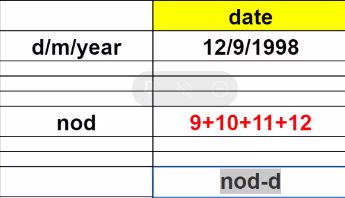 date
d/m/year 12/9/1998
nod 9+10+11+12
nod-d